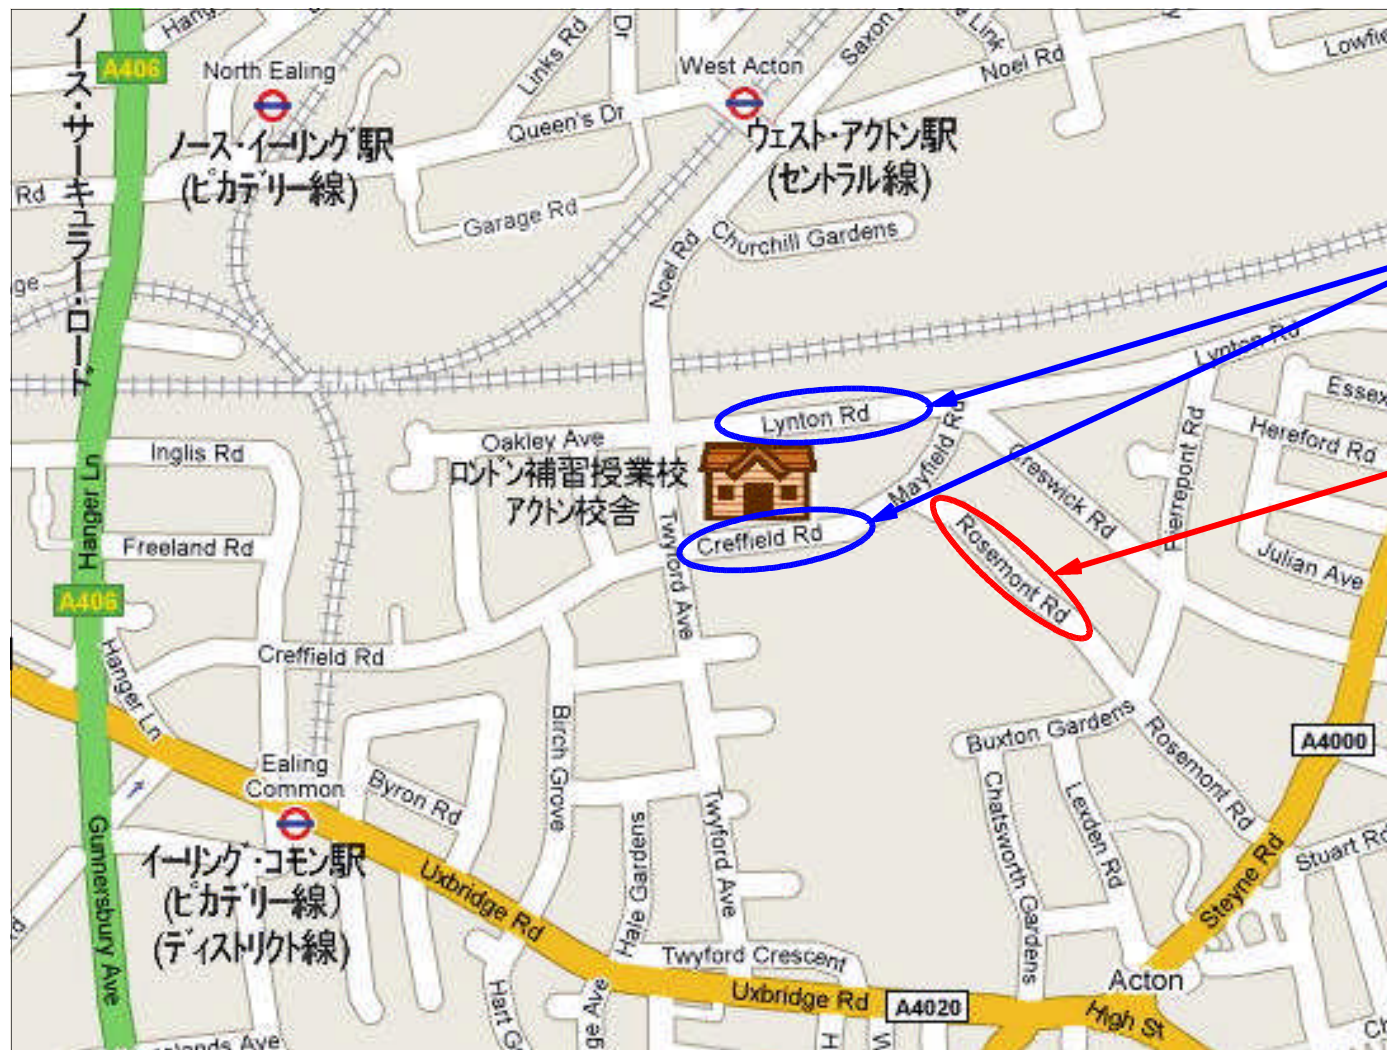 ノース・サーキュラー・ロード
A406
North Ealing
ノース・イーリング駅
(ピカデリー線)
Links Rd
Dr
Queen's Dr
West Acton
ウェスト・アクトン駅
(セントラル線)
Saxon
Link
Noel Rd
Lowfie
Rd
Garage Rd
Churchill Gardens
Noel Rd
Lynton Rd
Essex
Hereford Rd
Lynton Rd
Oakley Ave
ロンドン補習授業校
アクトン校舎
Mayfield Rd
Creswick Rd
Pierrepont Rd
Inglis Rd
Hanger Ln
Freeland Rd
Creffield Rd
Rosemont Rd
Julian Ave
Twyford Ave
A406
Hanger Ln
Creffield Rd
Birch Grove
Buxton Gardens
Rosemont Rd
A4000
Ealing
Common
Byron Rd
イーリング・コモン駅
(ピカデリー線)
(ディストリクト線)
Gunnersbury Ave
Uxbridge Rd
Hale Gardens
Twyford Ave
Chatsworth Gardens
Lexden Rd
Steyne Rd
Stuart Rd
Twyford Crescent
Uxbridge Rd
A4020
Acton
High St
Hart G
Ave